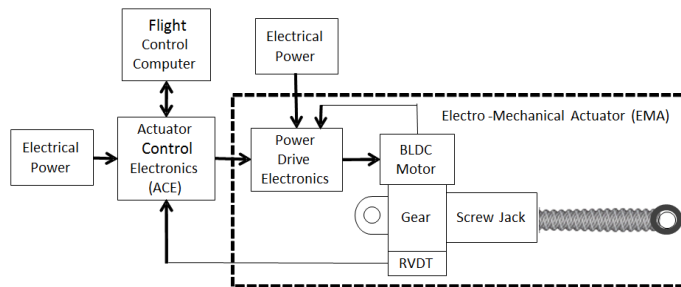 Flight
Control
Computer
Electrical
Power
Electro -Mechanical Actuator (EMA)
Electrical
Power
Actuator
Control
Electronics
(ACE)
Power
Drive
Electronics
BLDC
Motor
Gear
Screw Jack
RVDT